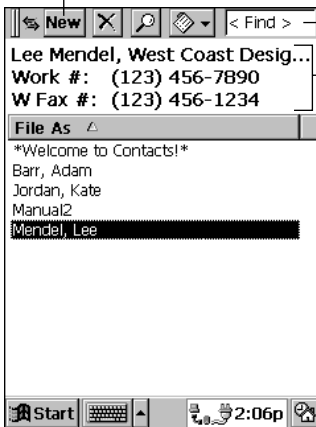 New < Find >
Lee Mendel, West Coast Desig...
Work #: (123) 456-7890
W Fax #: (123) 456-1234
File As
*Welcome to Contacts!*
Barr, Adam
Jordan, Kate
Manual2
Mendel, Lee
Start 2:06p